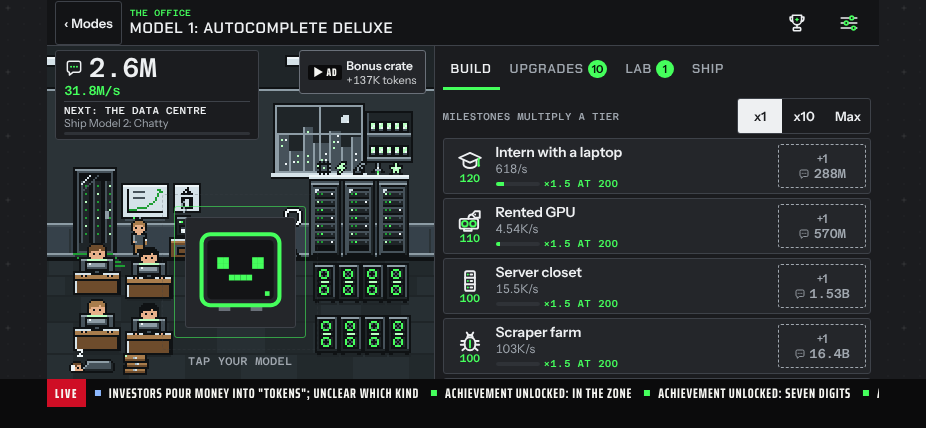 ‹ Modes
THE OFFICE
MODEL 1: AUTOCOMPLETE DELUXE
2.6M
31.8M/s
NEXT: THE DATA CENTRE
Ship Model 2: Chatty
AD
Bonus crate
+137K tokens
TAP YOUR MODEL
BUILD
UPGRADES 10
LAB 1
SHIP
MILESTONES MULTIPLY A TIER
x1
x10
Max
Intern with a laptop
120
618/s
×1.5 AT 200
+1
288M
Rented GPU
110
4.54K/s
×1.5 AT 200
+1
570M
Server closet
100
15.5K/s
×1.5 AT 200
+1
1.53B
Scraper farm
100
103K/s
×1.5 AT 200
+1
16.4B
LIVE
INVESTORS POUR MONEY INTO "TOKENS"; UNCLEAR WHICH KIND
ACHIEVEMENT UNLOCKED: IN THE ZONE
ACHIEVEMENT UNLOCKED: SEVEN DIGITS